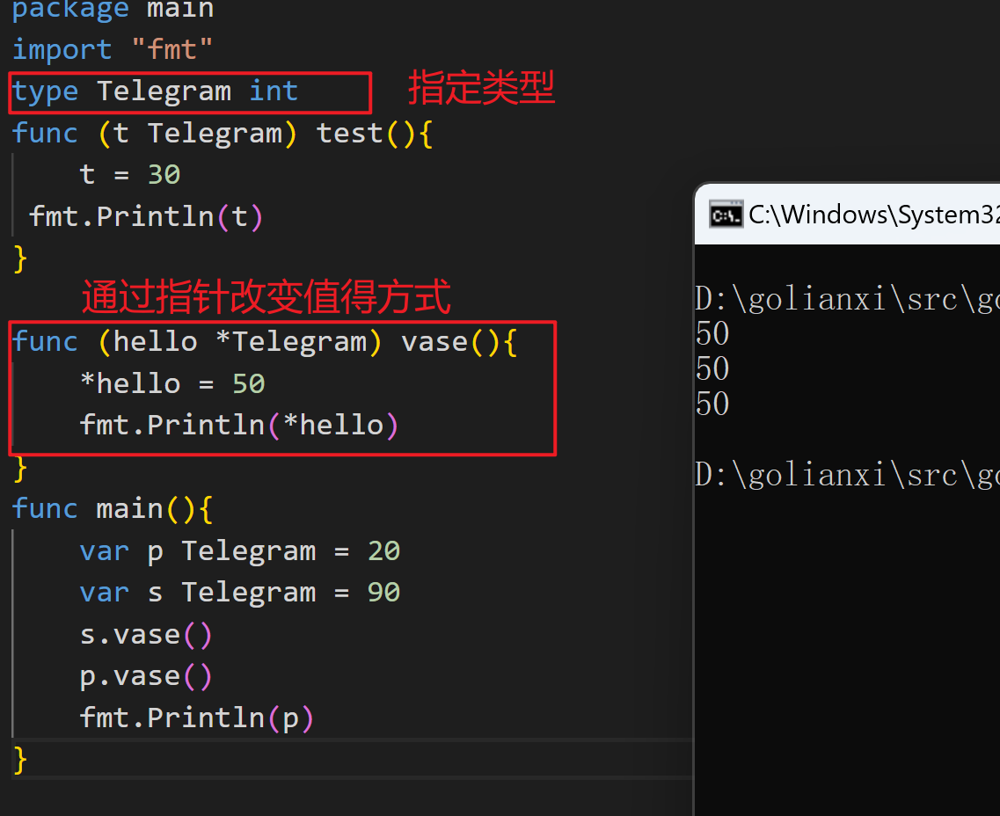 package main
import "fmt"
type Telegram int
指定类型
func (t Telegram) test(){
t = 30
fmt.Println(t)
}
通过指针改变值得方式
func (hello *Telegram) vase(){
*hello = 50
fmt.Println(*hello)
}
func main(){
var p Telegram = 20
var s Telegram = 90
s.vase()
p.vase()
fmt.Println(p)
}
C:\Windows\System32
D:\golianxi\src\go
50
50
50
D:\golianxi\src\go